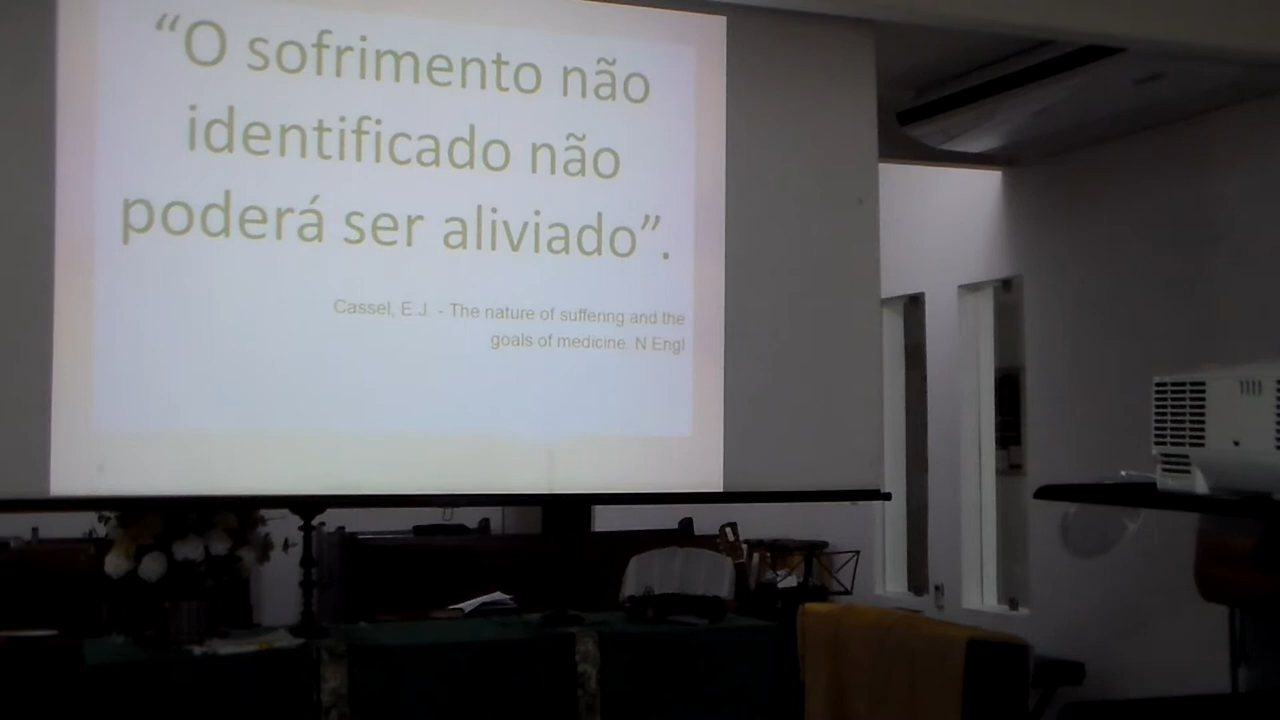 “O sofrimento não
identificado não
poderá ser aliviado”.
Cassel, E.J. - The nature of suffering and the
goals of medicine. N Engl